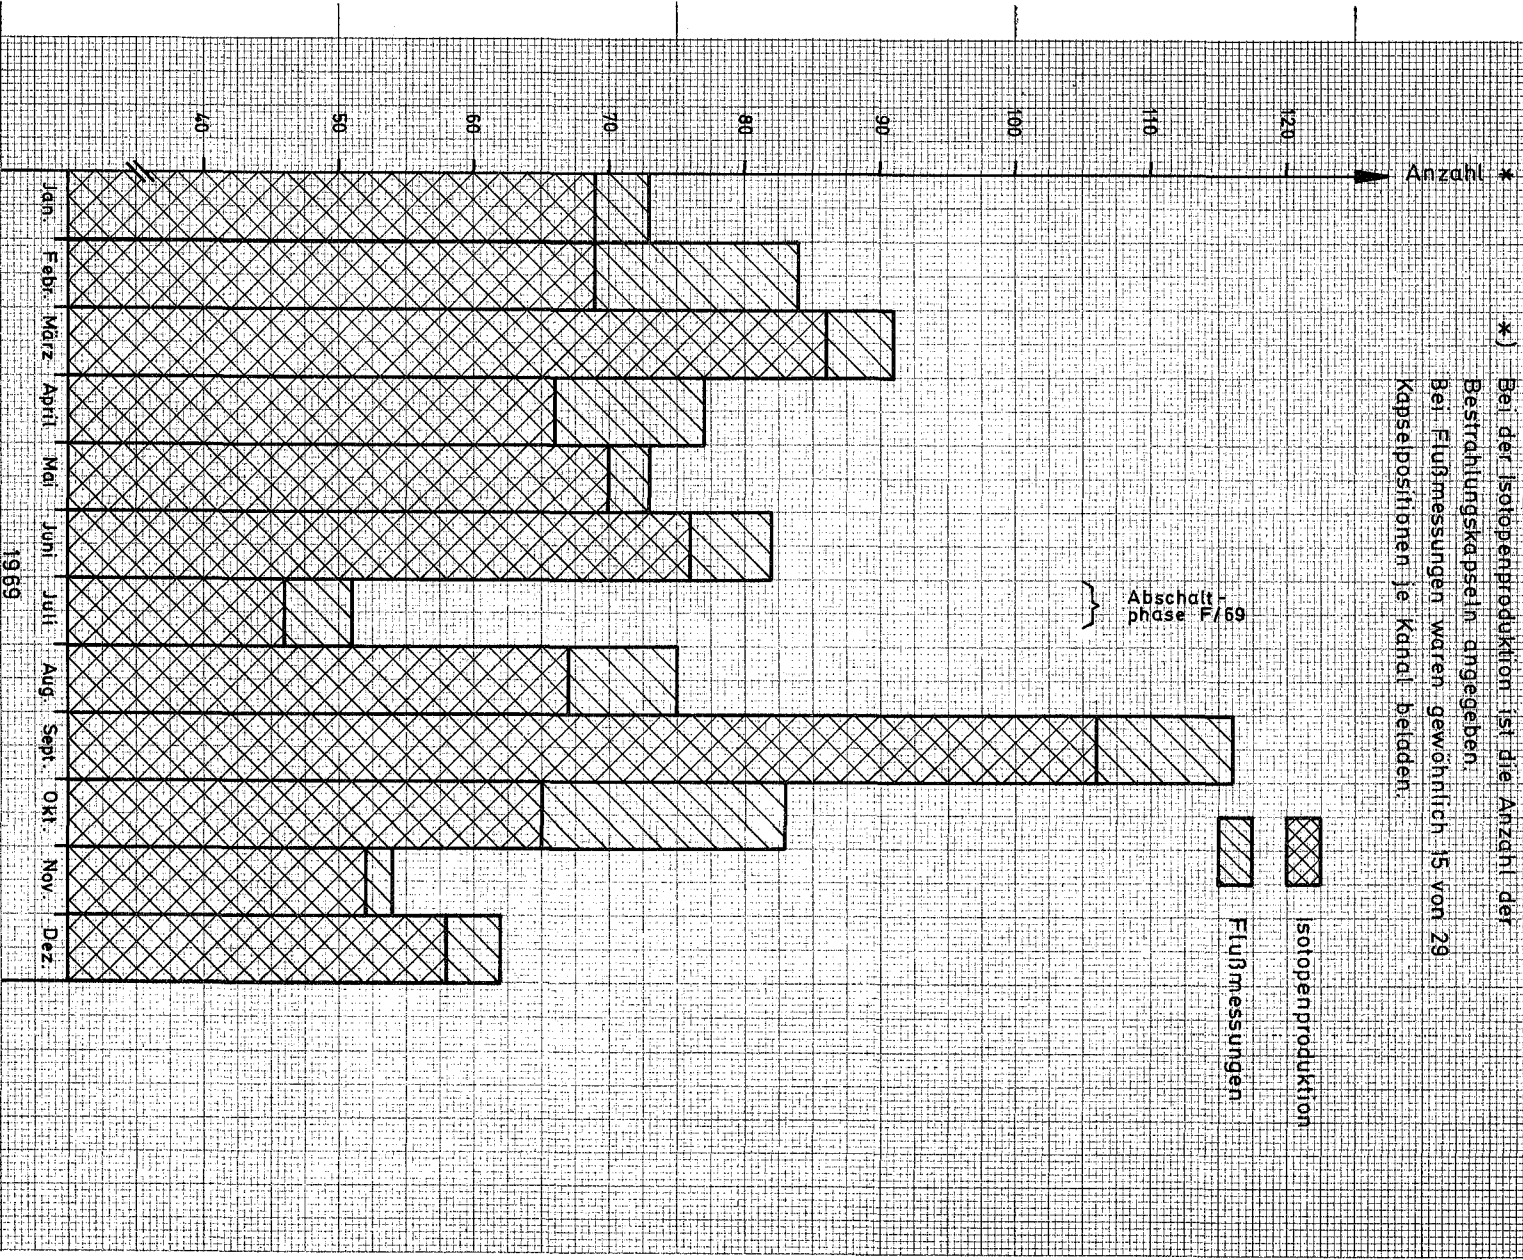 *) Bei der Isotopenproduktion ist die Anzahl der
Bestrahlungskapseln angegeben.
Bei Flußmessungen waren gewöhnlich 15 von 29
Kapselpositionen je Kanal beladen.
Anzahl *
120
110
100
90
80
70
60
50
40
Isotopenproduktion
Flußmessungen
Abschalt-
phase F/69
Jan. Febr. März April Mai Juni Juli Aug. Sept. Okt. Nov. Dez.
1969